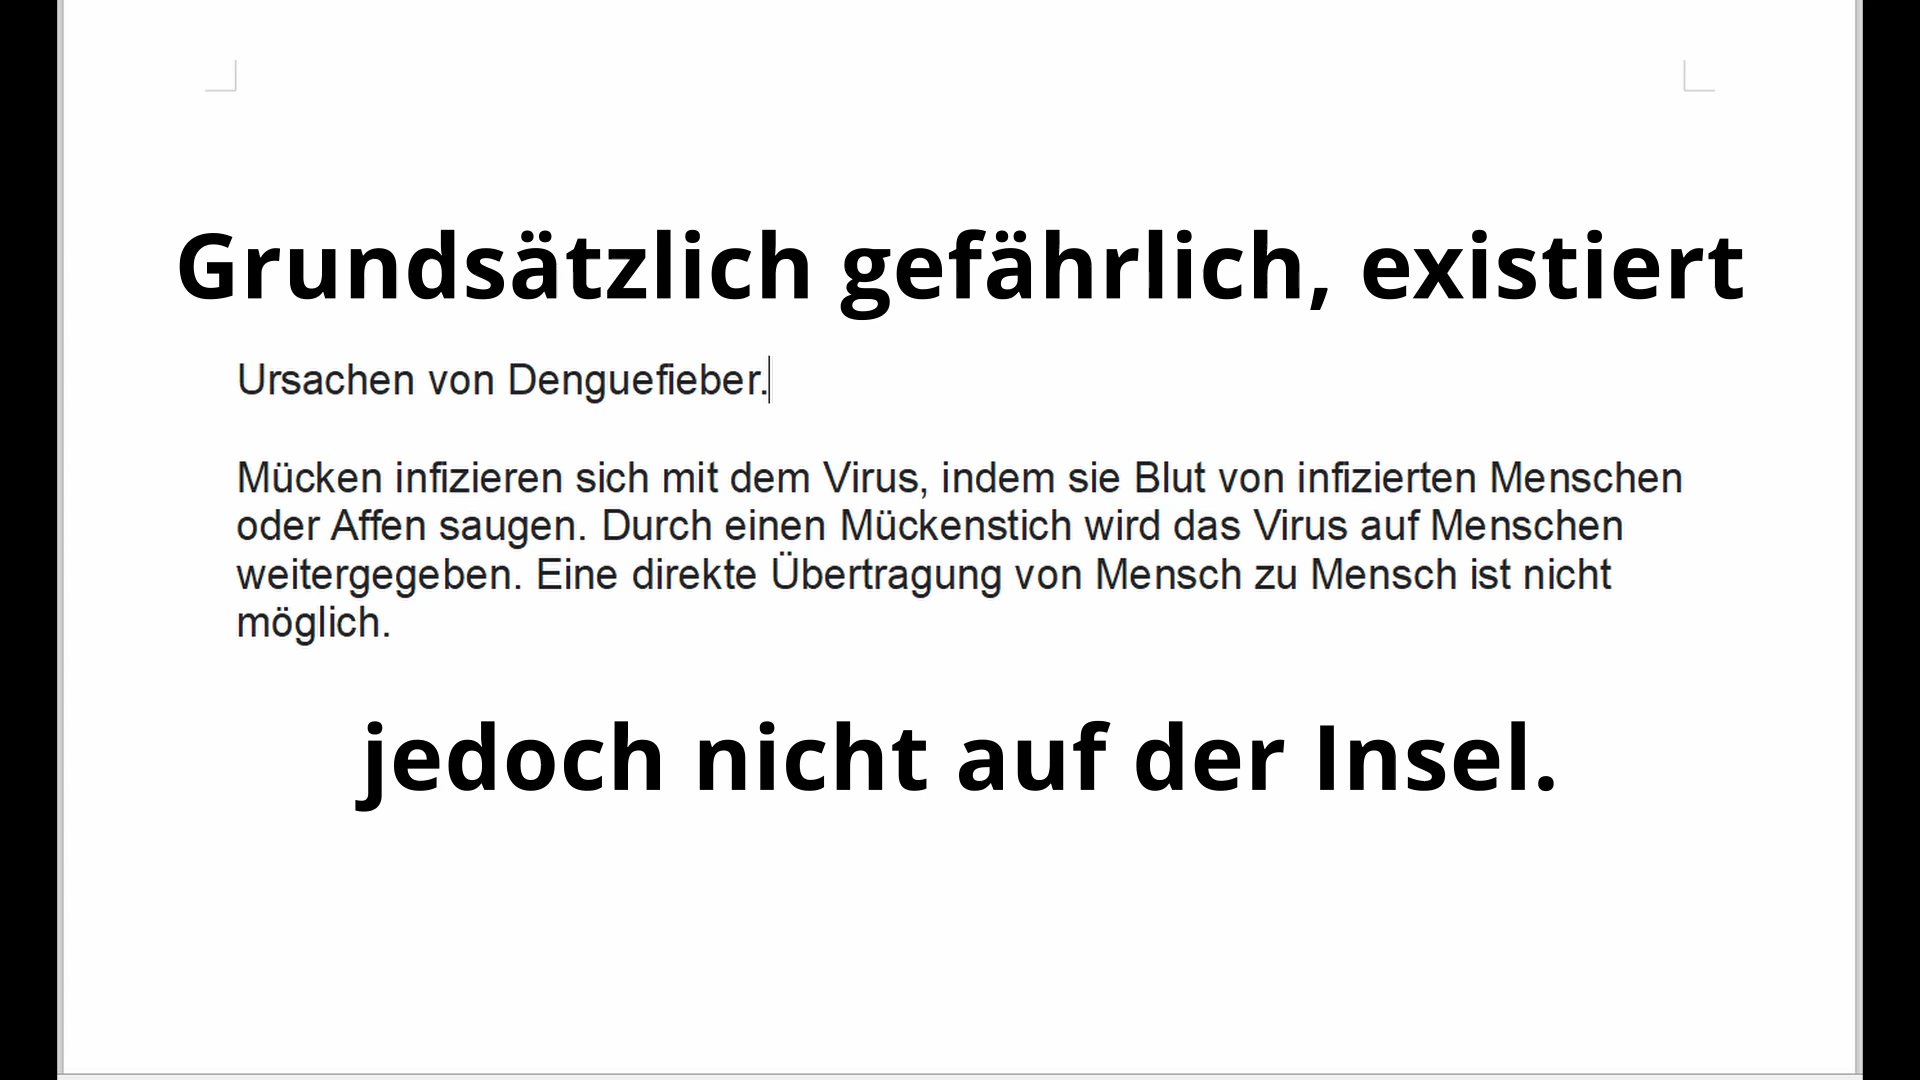 Grundsätzlich gefährlich, existiert
Ursachen von Denguefieber.
Mücken infizieren sich mit dem Virus, indem sie Blut von infizierten Menschen
oder Affen saugen. Durch einen Mückenstich wird das Virus auf Menschen
weitergegeben. Eine direkte Übertragung von Mensch zu Mensch ist nicht
möglich.
jedoch nicht auf der Insel.